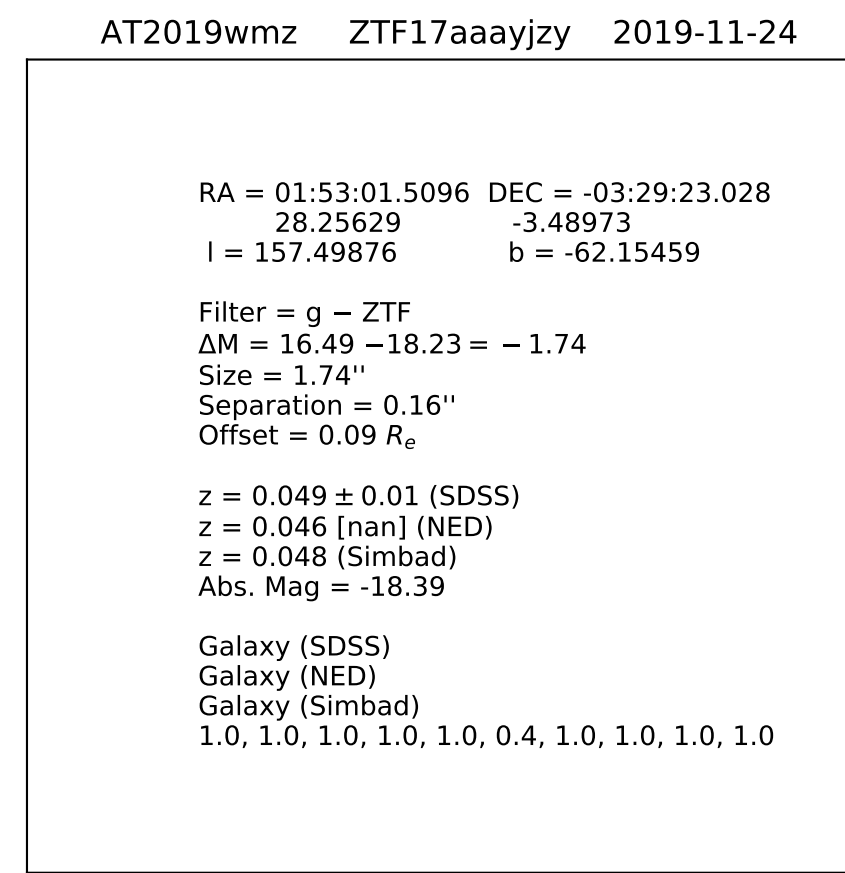 AT2019wmz ZTF17aaayjzy 2019-11-24
RA = 01:53:01.5096 DEC = -03:29:23.028
28.25629 -3.48973
l = 157.49876 b = -62.15459
Filter = g − ZTF
ΔM = 16.49 −18.23 = − 1.74
Size = 1.74''
Separation = 0.16''
Offset = 0.09 Rₑ
z = 0.049 ± 0.01 (SDSS)
z = 0.046 [nan] (NED)
z = 0.048 (Simbad)
Abs. Mag = -18.39
Galaxy (SDSS)
Galaxy (NED)
Galaxy (Simbad)
1.0, 1.0, 1.0, 1.0, 1.0, 0.4, 1.0, 1.0, 1.0, 1.0